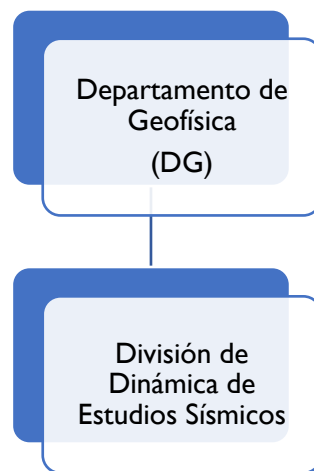 Departamento de
Geofísica
(DG)
División de
Dinámica de
Estudios Sísmicos